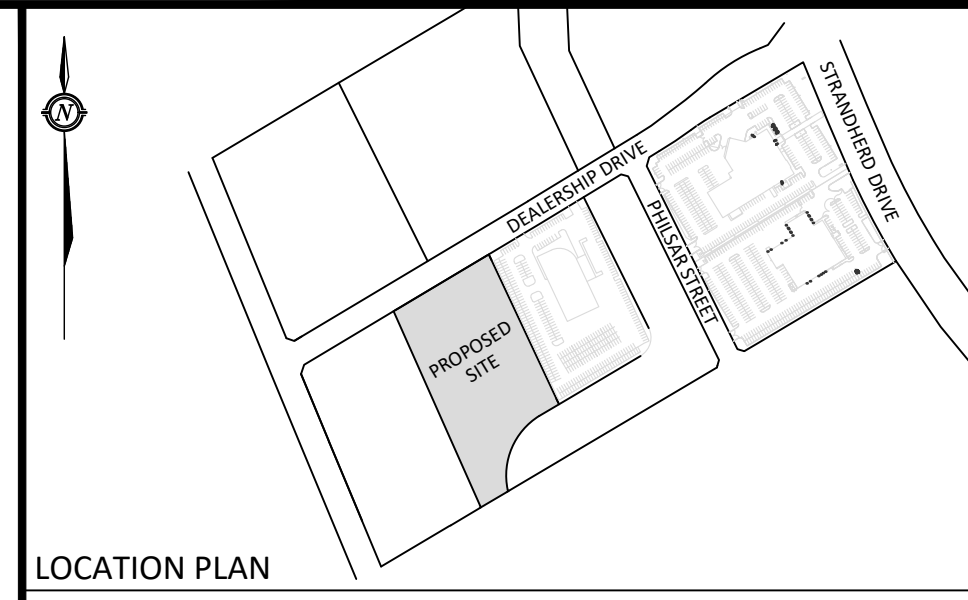 N
STRANDHERD DRIVE
DEALERSHIP DRIVE
PHILSAR STREET
PROPOSED
SITE
LOCATION PLAN